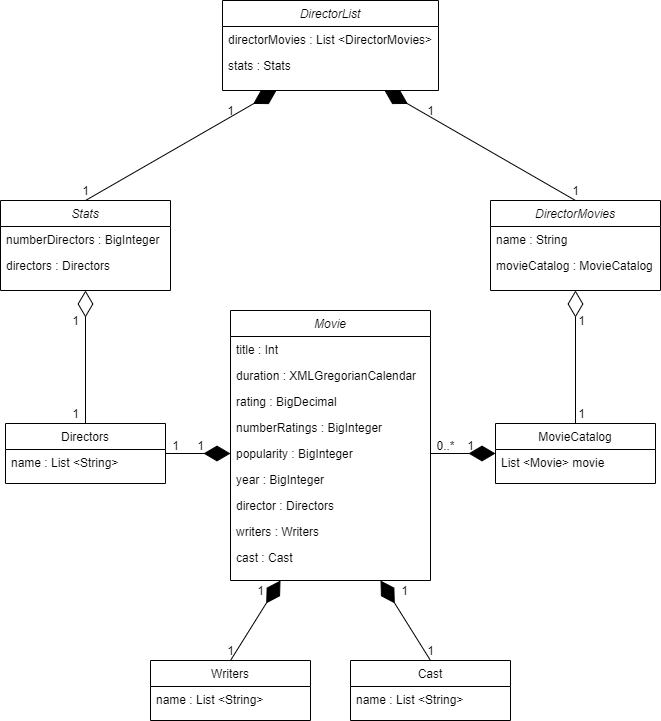 DirectorList
directorMovies : List <DirectorMovies>
stats : Stats
1
1
1
1
Stats
numberDirectors : BigInteger
directors : Directors
DirectorMovies
name : String
movieCatalog : MovieCatalog
1
1
Movie
title : Int
duration : XMLGregorianCalendar
rating : BigDecimal
numberRatings : BigInteger
popularity : BigInteger
year : BigInteger
director : Directors
writers : Writers
cast : Cast
1
1
Directors
name : List <String>
1
1
0..*
1
MovieCatalog
List <Movie> movie
1
1
1
1
Writers
name : List <String>
Cast
name : List <String>